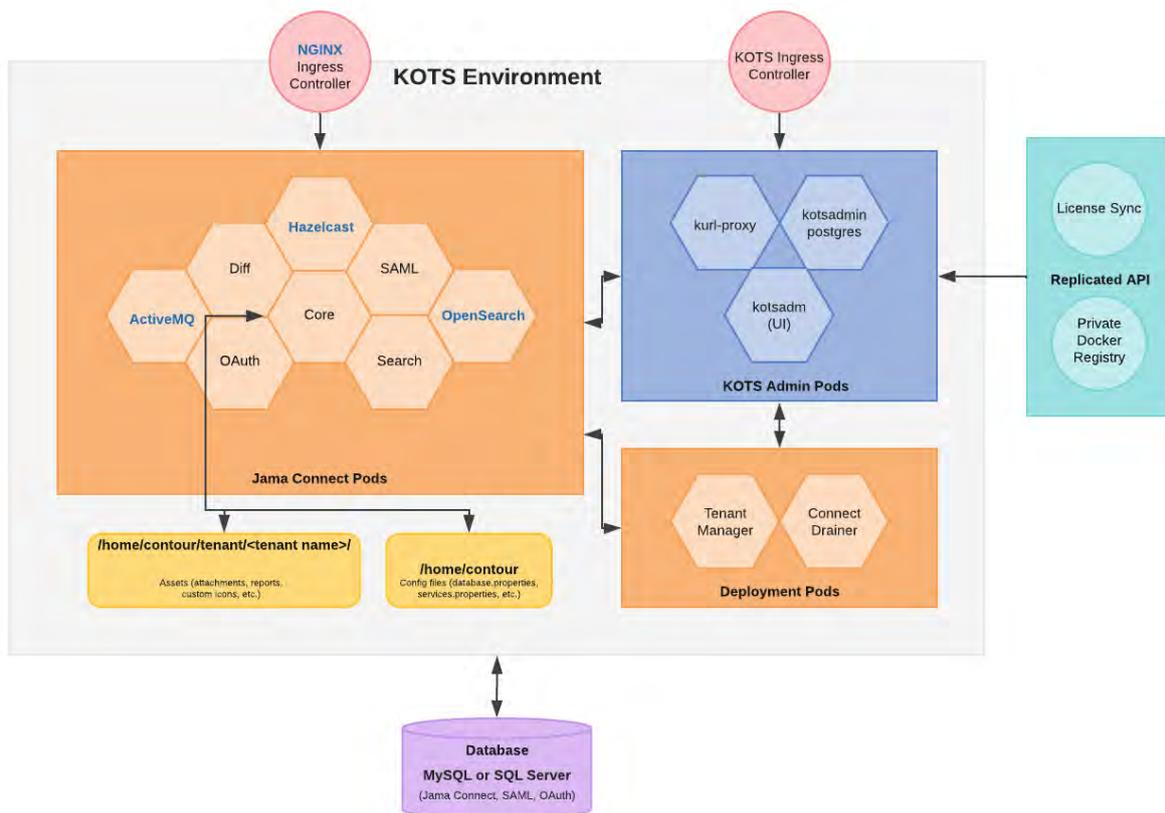 NGINX
Ingress
Controller
KOTS Environment
KOTS Ingress
Controller
Hazelcast
Diff
SAML
ActiveMQ
Core
OpenSearch
OAuth
Search
Jama Connect Pods
kurl-proxy
kotsadmin
postgres
kotsadm
(UI)
KOTS Admin Pods
License Sync
Replicated API
Private
Docker
Registry
Tenant
Manager
Connect
Drainer
Deployment Pods
/home/contour/tenant/<tenant name>/
Assets (attachments, reports,
custom icons, etc.)
/home/contour
Config files (database.properties,
services.properties, etc.)
Database
MySQL or SQL Server
(Jama Connect, SAML, OAuth)